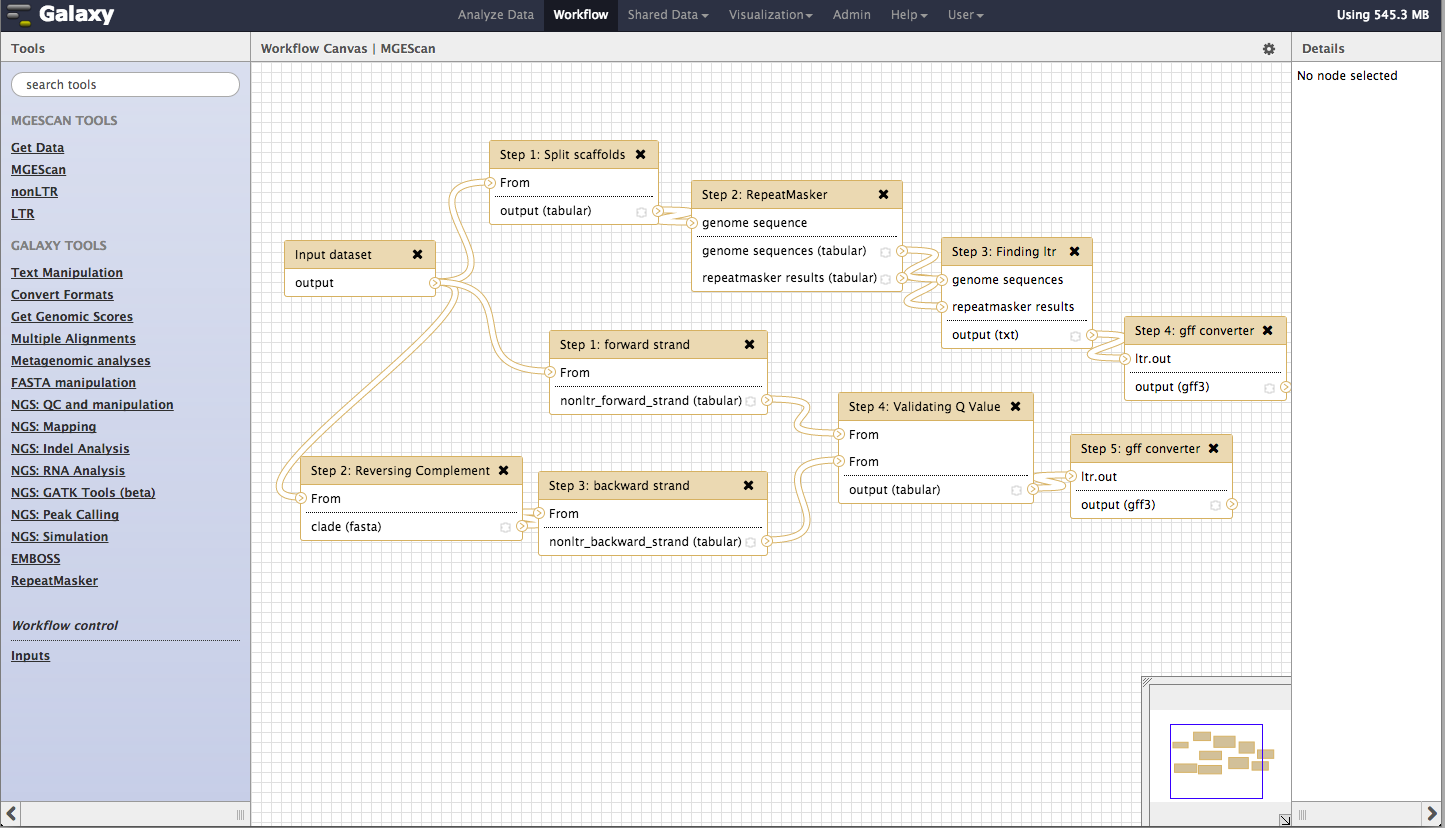 Galaxy
Analyze Data Workflow Shared Data Visualization Admin Help User
Using 545.3 MB
Tools
search tools
MGESCAN TOOLS
Get Data
MGEScan
nonLTR
LTR
GALAXY TOOLS
Text Manipulation
Convert Formats
Get Genomic Scores
Multiple Alignments
Metagenomic analyses
FASTA manipulation
NGS: QC and manipulation
NGS: Mapping
NGS: Indel Analysis
NGS: RNA Analysis
NGS: GATK Tools (beta)
NGS: Peak Calling
NGS: Simulation
EMBOSS
RepeatMasker
Workflow control
Inputs
Workflow Canvas | MGEScan
Input dataset
output
Step 1: Split scaffolds
From
output (tabular)
Step 2: RepeatMasker
genome sequence
genome sequences (tabular)
repeatmasker results (tabular)
Step 3: Finding ltr
genome sequences
repeatmasker results
output (txt)
Step 4: gff converter
ltr.out
output (gff3)
Step 1: forward strand
From
nonltr_forward_strand (tabular)
Step 2: Reversing Complement
From
clade (fasta)
Step 3: backward strand
From
nonltr_backward_strand (tabular)
Step 4: Validating Q Value
From
From
output (tabular)
Step 5: gff converter
ltr.out
output (gff3)
Details
No node selected